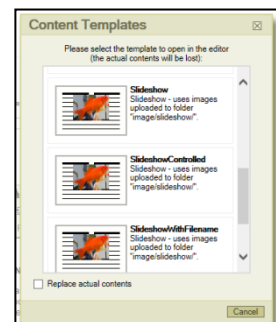 Content Templates
Please select the template to open in the editor
(the actual contents will be lost):
Slideshow
Slideshow - uses images
uploaded to folder
"image/slideshow/".
SlideshowControlled
Slideshow - uses images
uploaded to folder
"image/slideshow/".
SlideshowWithFilename
Slideshow - uses images
uploaded to folder
"image/slideshow/".
Replace actual contents
Cancel